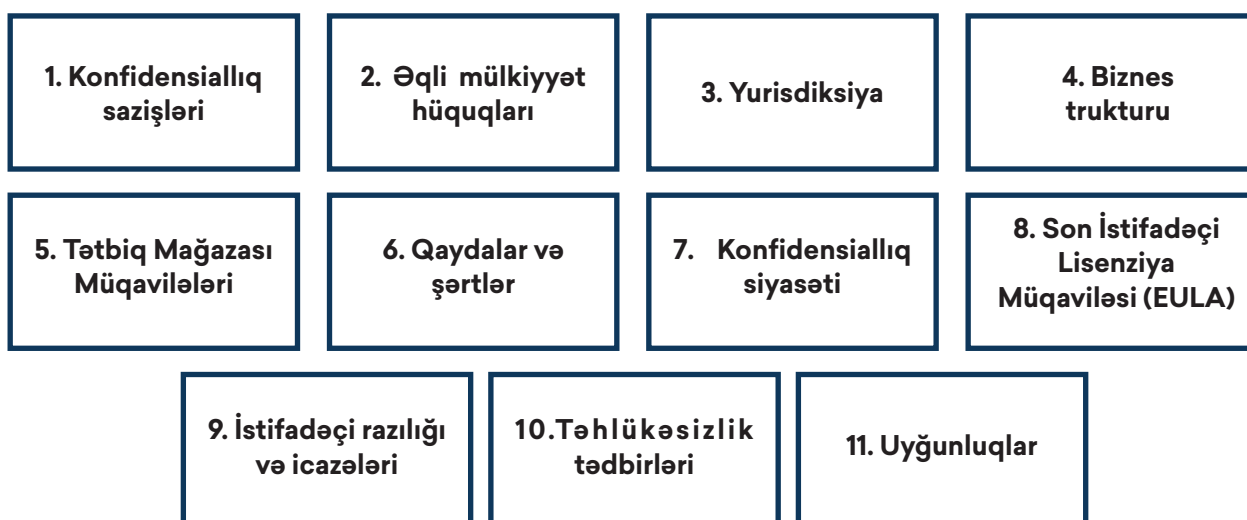 1. Konfidensiallıq
sazişləri
2. Əqli mülkiyyət
hüquqları
3. Yurisdiksiya
4. Biznes
trukturu
5. Tətbiq Mağazası
Müqavilələri
6. Qaydalar və
şərtlər
7. Konfidensiallıq
siyasəti
8. Son İstifadəçi
Lisenziya
Müqaviləsi (EULA)
9. İstifadəçi razılığı
və icazələri
10.Təhlükəsizlik
tədbirləri
11. Uyğunluqlar